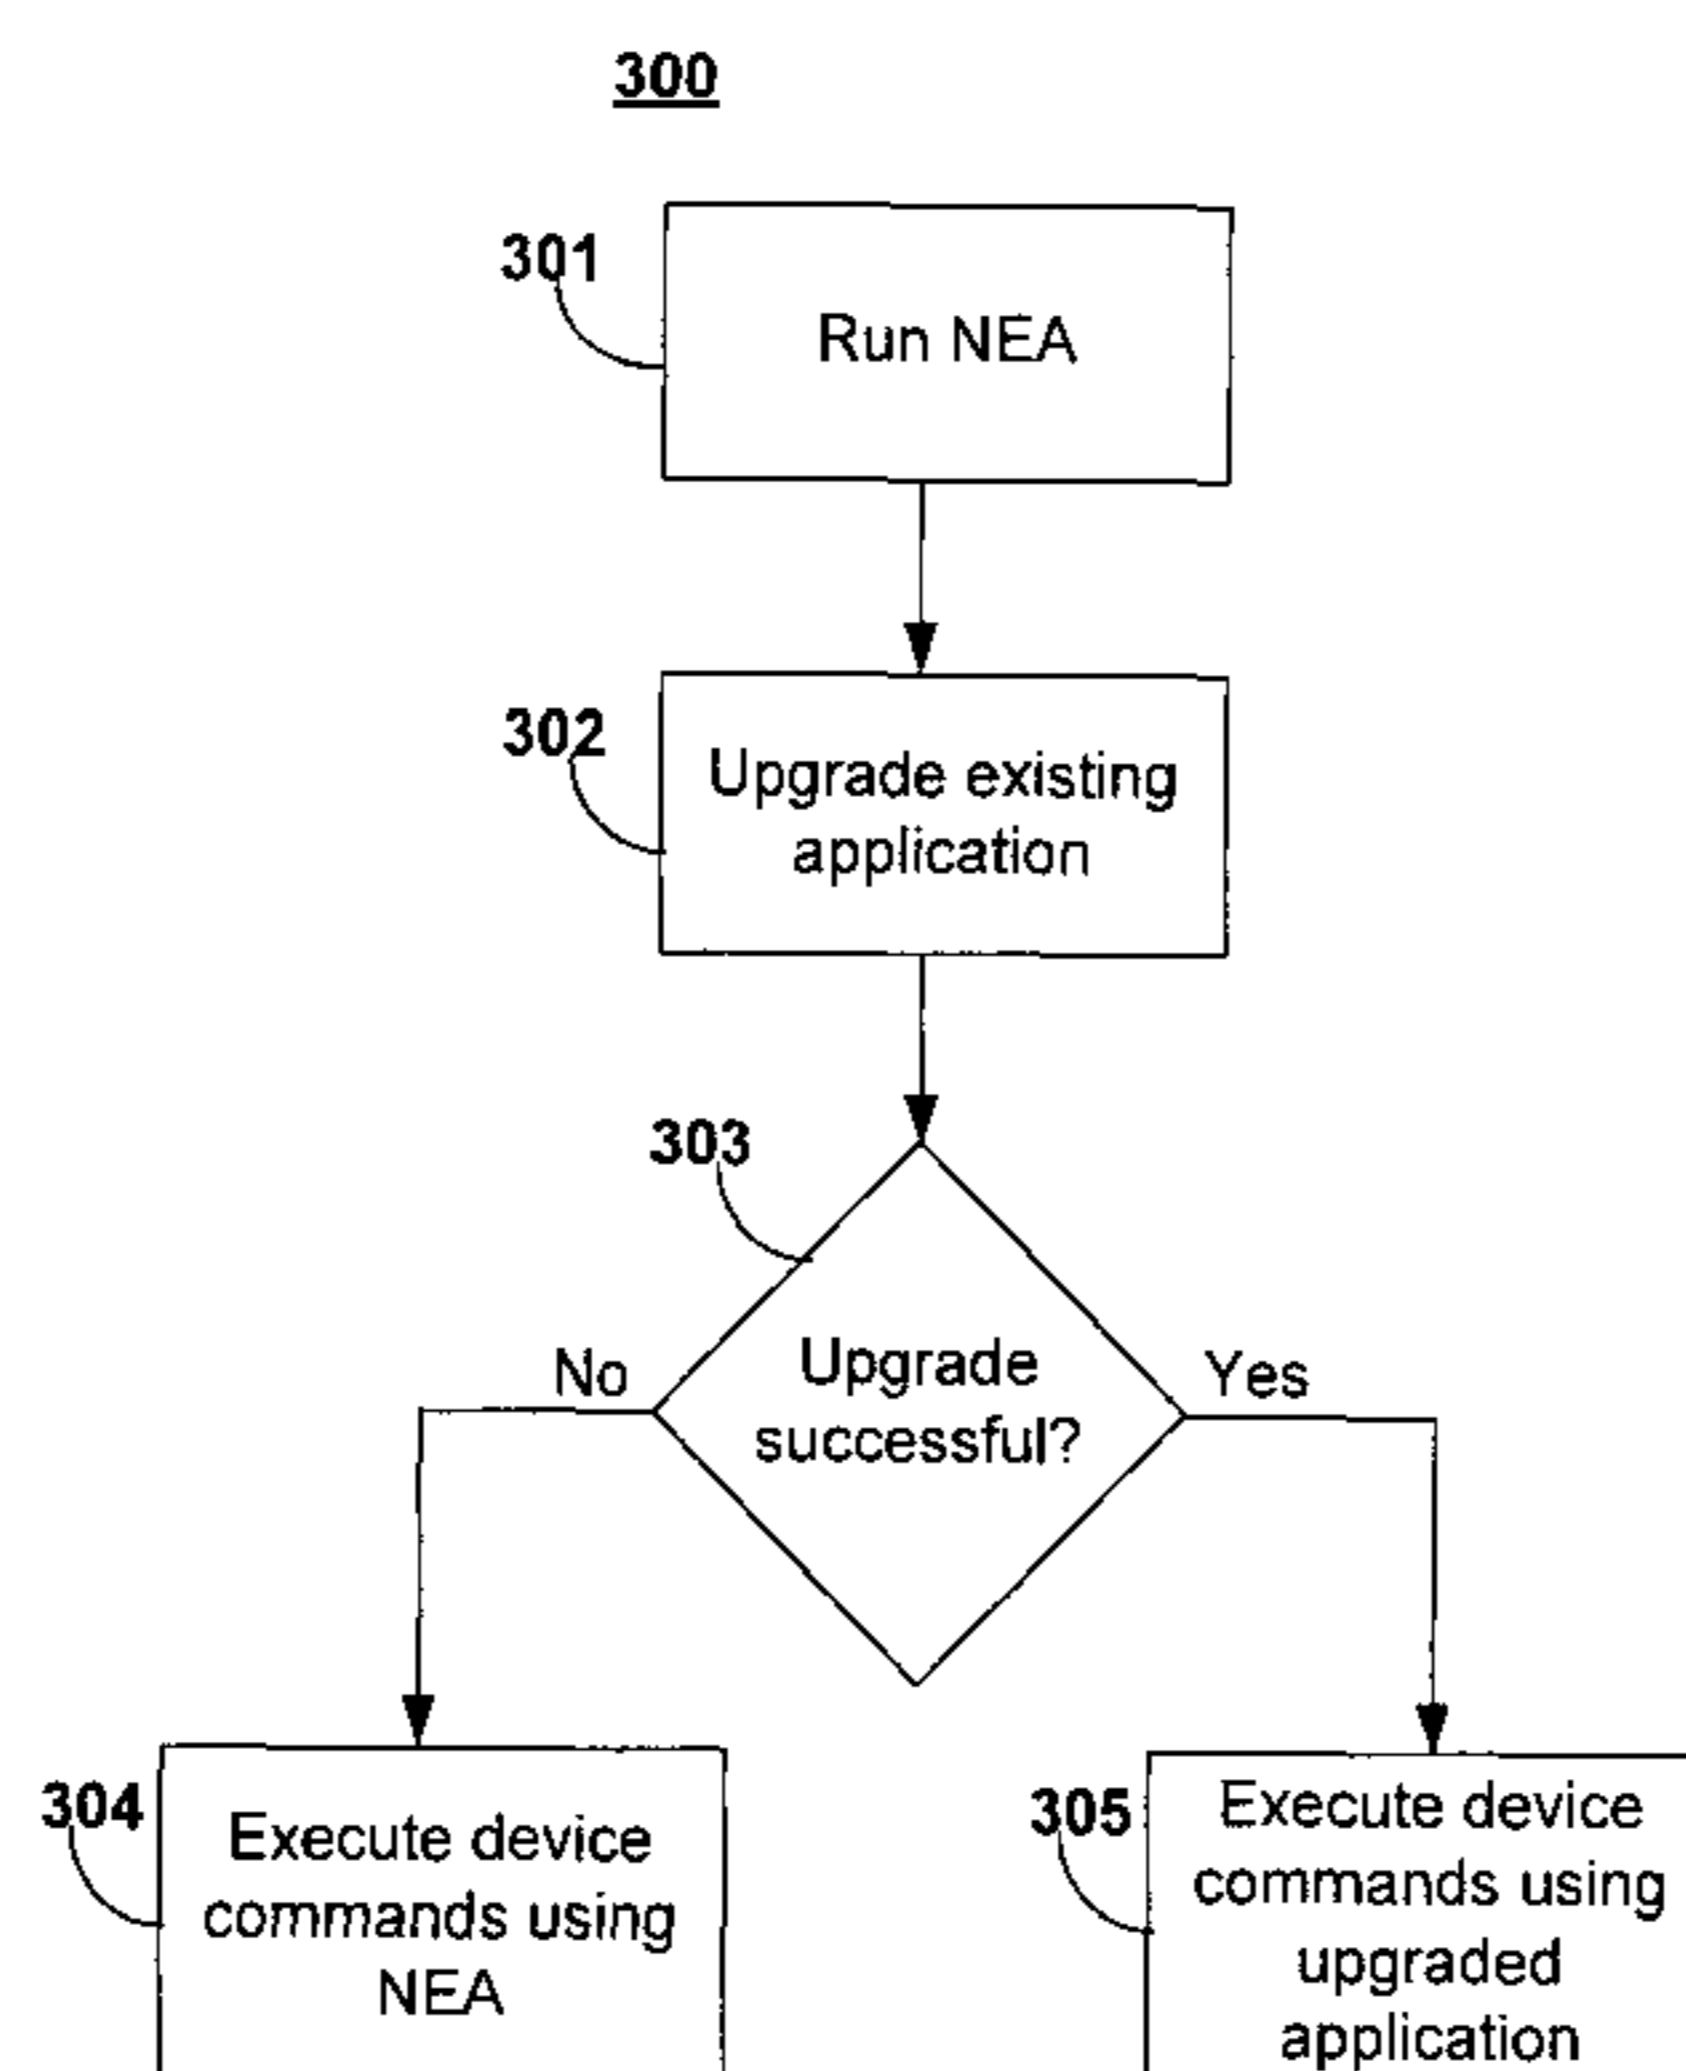 300
301
Run NEA
302
Upgrade existing
application
303
No
Upgrade
successful?
Yes
304
Execute device
commands using
NEA
305
Execute device
commands using
upgraded
application